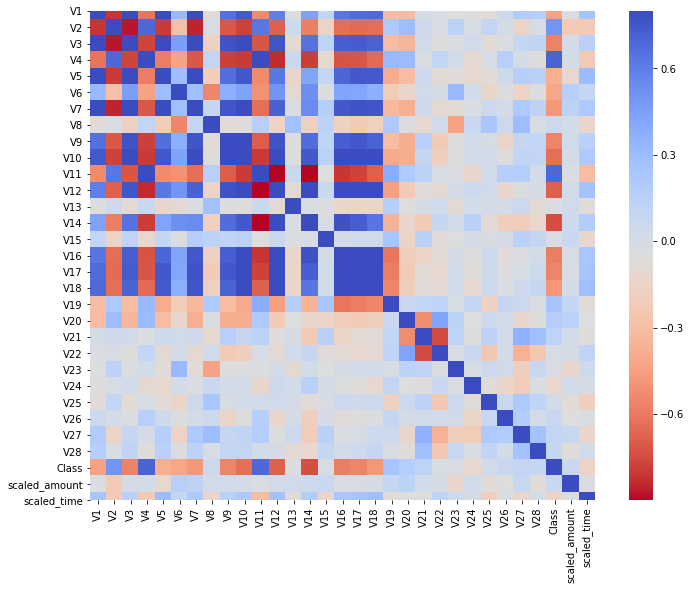 V1
V2
V3
V4
V5
V6
V7
V8
V9
V10
V11
V12
V13
V14
V15
V16
V17
V18
V19
V20
V21
V22
V23
V24
V25
V26
V27
V28
Class
scaled_amount
scaled_time
V1 V2 V3 V4 V5 V6 V7 V8 V9 V10 V11 V12 V13 V14 V15 V16 V17 V18 V19 V20 V21 V22 V23 V24 V25 V26 V27 V28 Class scaled_amount scaled_time
0.6
0.3
0.0
-0.3
-0.6